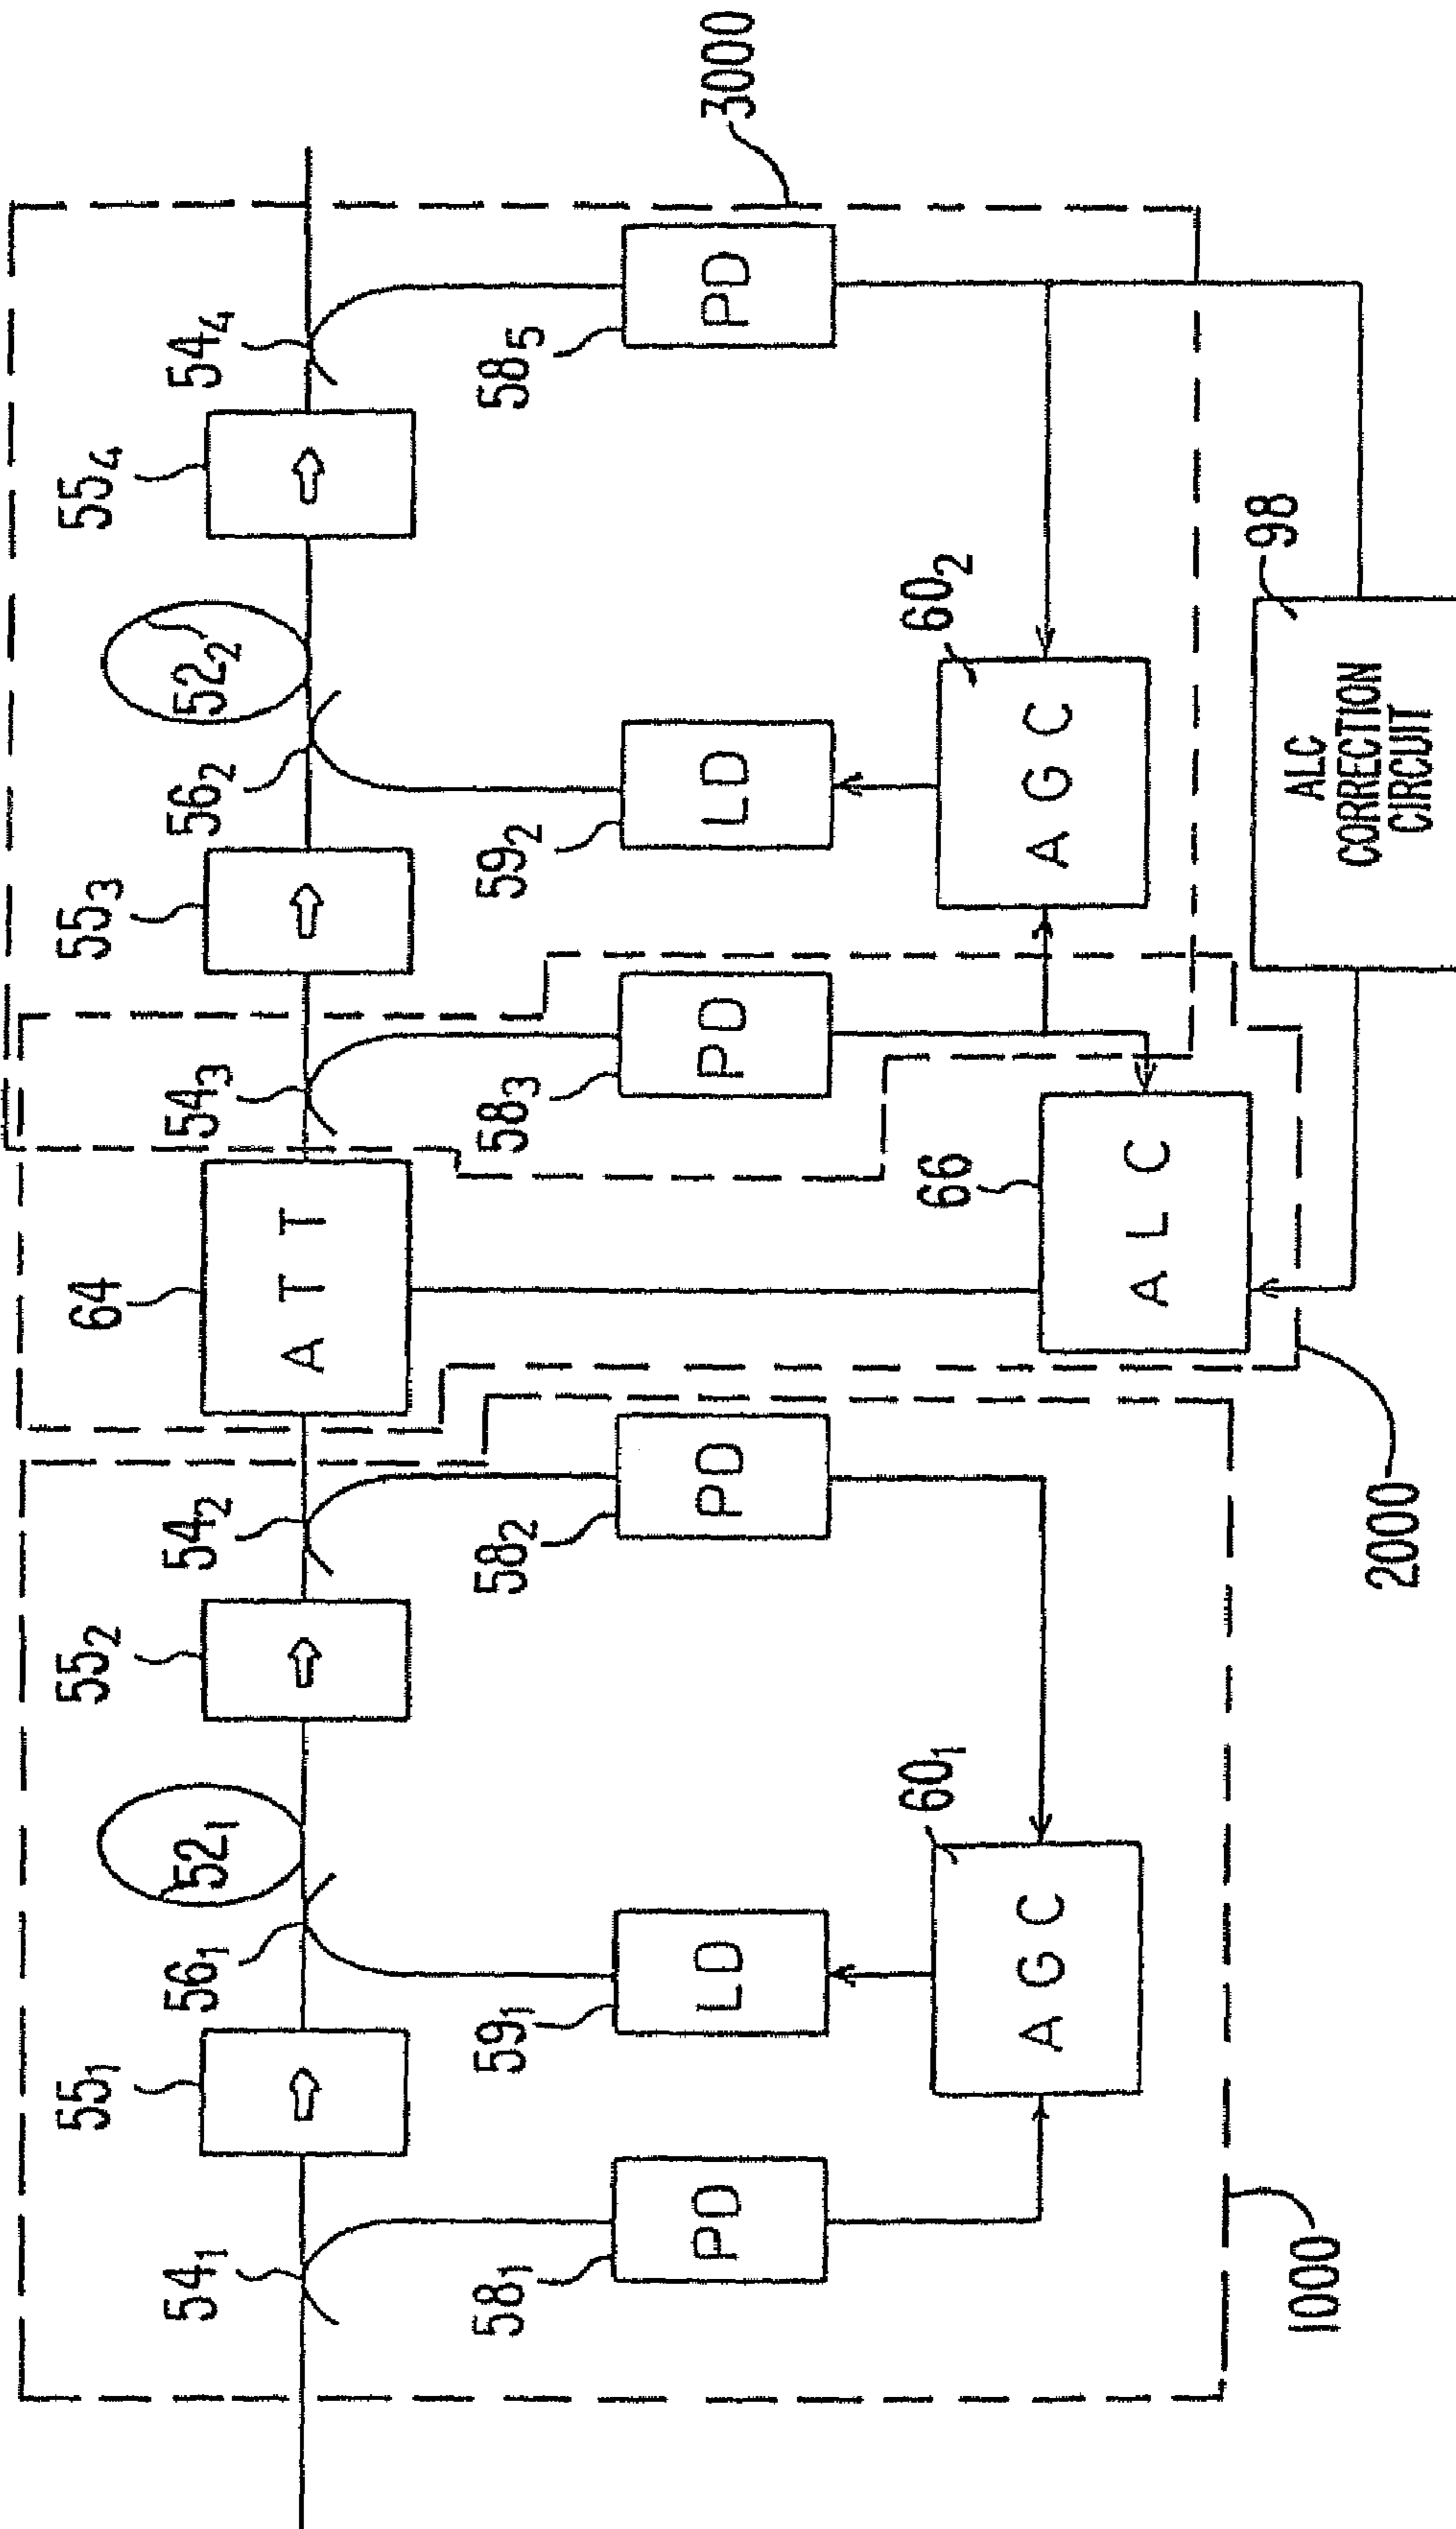 55₁
52₁
55₂
64
55₃
52₂
55₄
54₁
56₁
54₂
A T T
54₃
56₂
54₄
58₁
PD
59₁
LD
58₂
PD
58₃
PD
59₂
LD
58₅
PD
3000
60₁
A G C
66
A L C
60₂
A G C
98
ALC
CORRECTION
CIRCUIT
1000
2000